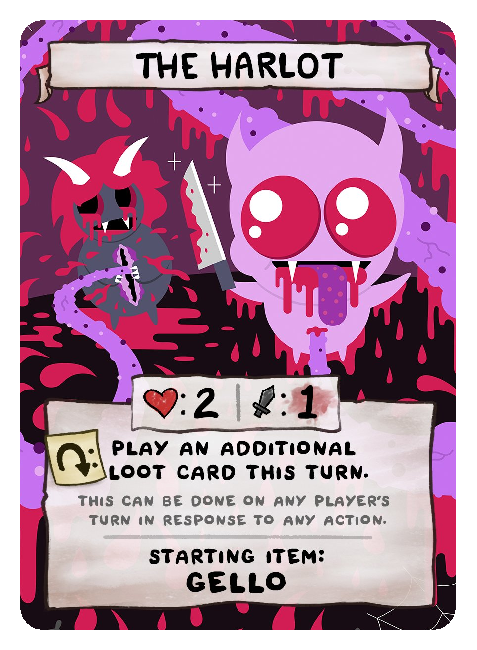 THE HARLOT
: 2 | : 1
PLAY AN ADDITIONAL
LOOT CARD THIS TURN.
THIS CAN BE DONE ON ANY PLAYER'S
TURN IN RESPONSE TO ANY ACTION.
STARTING ITEM:
GELLO